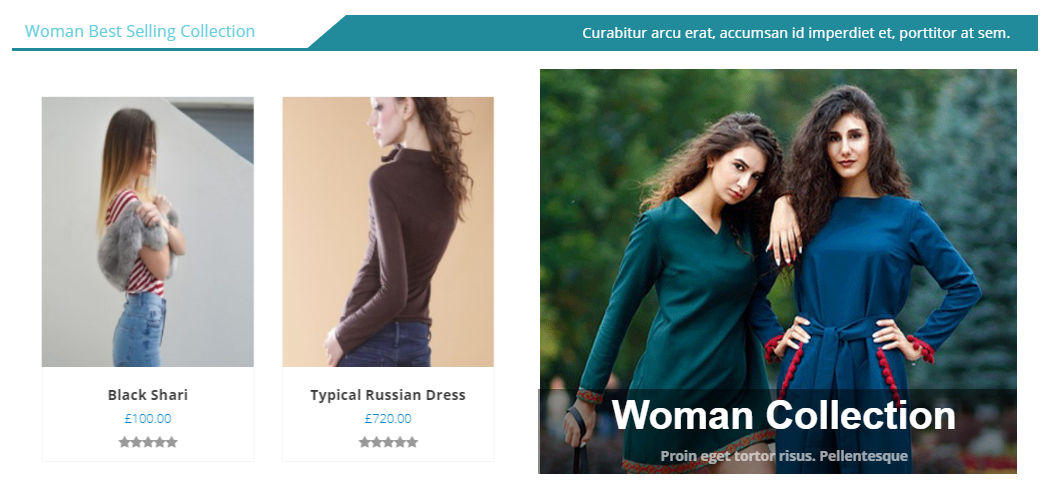 Woman Best Selling Collection
Curabitur arcu erat, accumsan id imperdiet et, porttitor at sem.
Black Shari
£100.00
Typical Russian Dress
£720.00
Woman Collection
Proin eget tortor risus. Pellentesque